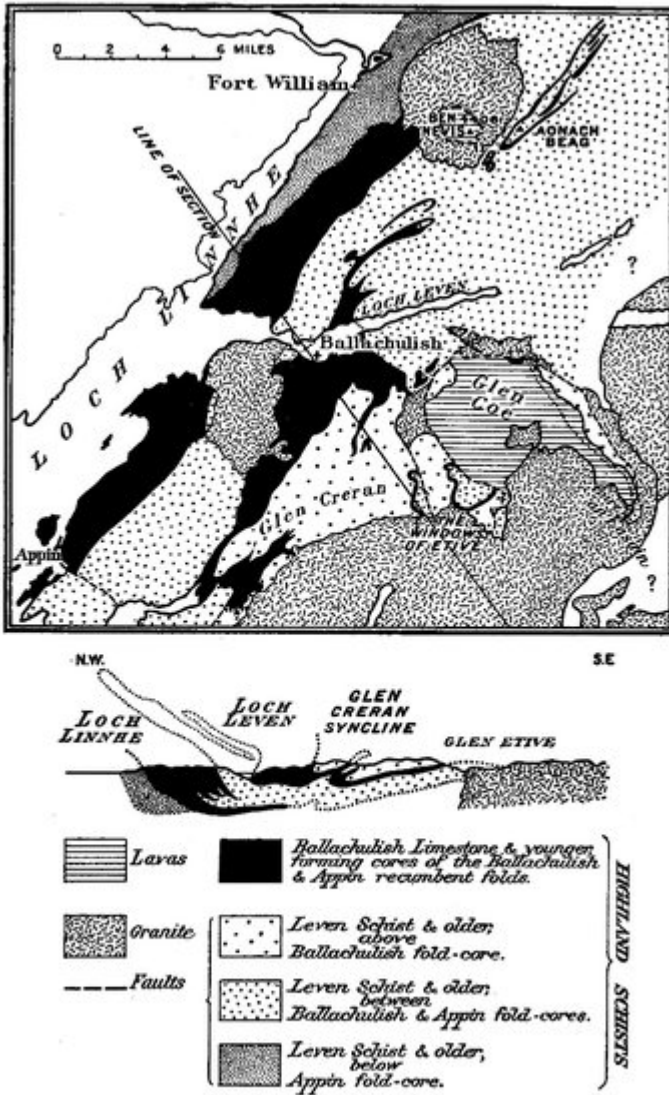 0 2 4 6 MILES
Fort William
BEN 4406
NEVIS
AONACH
BEAG
LINE OF SECTION
LOCH LINNHE
?
LOCH LEVEN
Ballachulish
Glen
Coe
Glen Creran
WINDOWS
OF ETIVE
Appin
?
N.W.
S.E
LOCH
LINNHE
LOCH
LEVEN
GLEN
CRERAN
SYNCLINE
GLEN ETIVE
Lavas
Ballachulish Limestone & younger,
forming cores of the Ballachulish
& Appin recumbent folds.
Granite
Leven Schist & older,
above
Ballachulish fold-core.
Faults
Leven Schist & older,
between
Ballachulish & Appin fold-cores.
Leven Schist & older,
below
Appin fold-core.
HIGHLAND SCHISTS